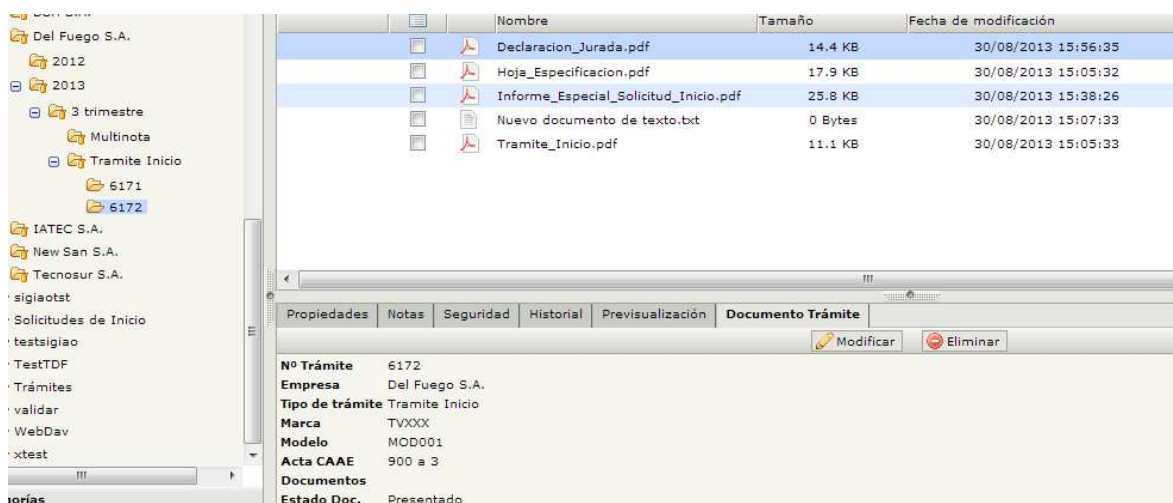 Del Fuego S.A.
2012
2013
3 trimestre
Multinota
Tramite Inicio
6171
6172
IATEC S.A.
New San S.A.
Tecnosur S.A.
sigiaotst
Solicitudes de Inicio
testsigiao
TestTDF
Trámites
validar
WebDav
xtest
Nombre Tamaño Fecha de modificación
Declaracion_Jurada.pdf 14.4 KB 30/08/2013 15:56:35
Hoja_Especificacion.pdf 17.9 KB 30/08/2013 15:05:32
Informe_Especial_Solicitud_Inicio.pdf 25.8 KB 30/08/2013 15:38:26
Nuevo documento de texto.txt 0 Bytes 30/08/2013 15:07:33
Tramite_Inicio.pdf 11.1 KB 30/08/2013 15:05:33
Propiedades Notas Seguridad Historial Previsualización Documento Trámite
Modificar Eliminar
Nº Trámite 6172
Empresa Del Fuego S.A.
Tipo de trámite Tramite Inicio
Marca TVXXX
Modelo MOD001
Acta CAAE 900 a 3
Documentos
Estado Doc. Presentado